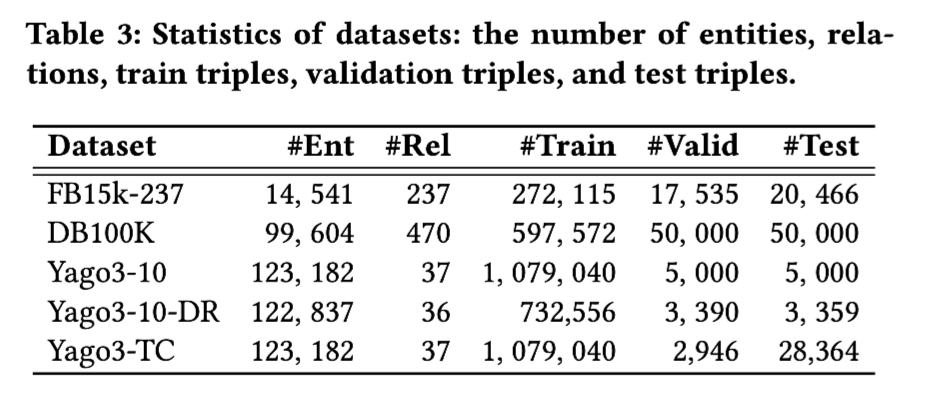 Table 3: Statistics of datasets: the number of entities, rela-
tions, train triples, validation triples, and test triples.
Dataset #Ent #Rel #Train #Valid #Test
FB15k-237 14, 541 237 272, 115 17, 535 20, 466
DB100K 99, 604 470 597, 572 50, 000 50, 000
Yago3-10 123, 182 37 1, 079, 040 5, 000 5, 000
Yago3-10-DR 122, 837 36 732,556 3, 390 3, 359
Yago3-TC 123, 182 37 1, 079, 040 2,946 28,364